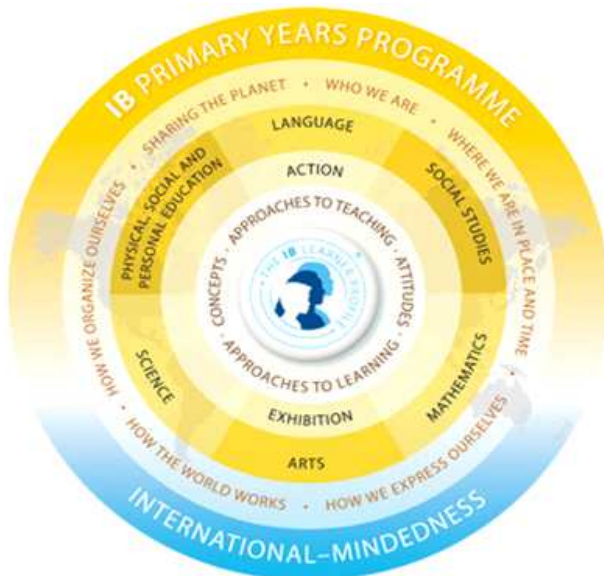 IB PRIMARY YEARS PROGRAMME
SHARING THE PLANET • WHO WE ARE • WHERE WE ARE IN PLACE AND TIME • HOW WE EXPRESS OURSELVES • HOW THE WORLD WORKS • HOW WE ORGANIZE OURSELVES •
LANGUAGE
SOCIAL STUDIES
MATHEMATICS
ARTS
SCIENCE
PHYSICAL, SOCIAL AND
PERSONAL EDUCATION
ACTION
EXHIBITION
APPROACHES TO TEACHING · ATTITUDES · APPROACHES TO LEARNING · CONCEPTS ·
THE IB LEARNER PROFILE
INTERNATIONAL–MINDEDNESS